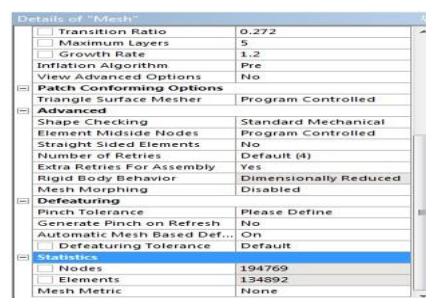 Details of "Mesh"
Transition Ratio 0.272
Maximum Layers 5
Growth Rate 1.2
Inflation Algorithm Pre
View Advanced Options No
Patch Conforming Options
Triangle Surface Mesher Program Controlled
Advanced
Shape Checking Standard Mechanical
Element Midside Nodes Program Controlled
Straight Sided Elements No
Number of Retries Default (4)
Extra Retries For Assembly Yes
Rigid Body Behavior Dimensionally Reduced
Mesh Morphing Disabled
Defeaturing
Pinch Tolerance Please Define
Generate Pinch on Refresh No
Automatic Mesh Based Def... On
Defeaturing Tolerance Default
Statistics
Nodes 194769
Elements 134892
Mesh Metric None